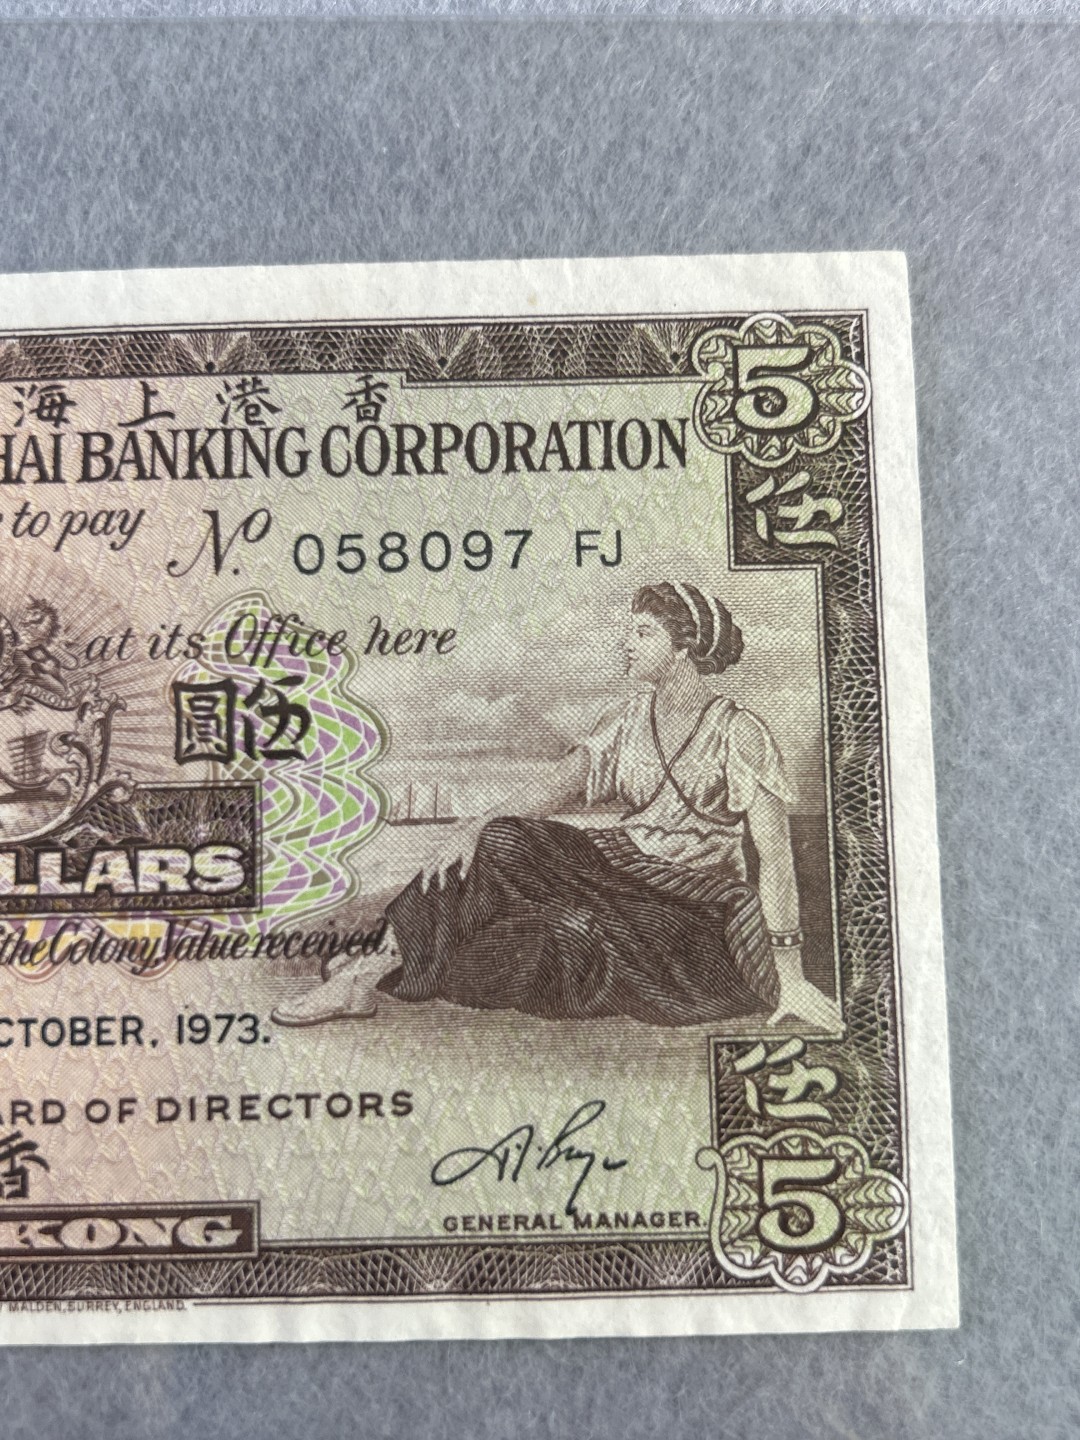 海上港香
HAI BANKING CORPORATION
5
伍
to pay No 058097 FJ
at its Office here
圓伍
LLARS
the Colony, Value received.
CTOBER, 1973.
ARD OF DIRECTORS
香
伍
5
GENERAL MANAGER.
KONG
MALDEN, SURREY, ENGLAND.